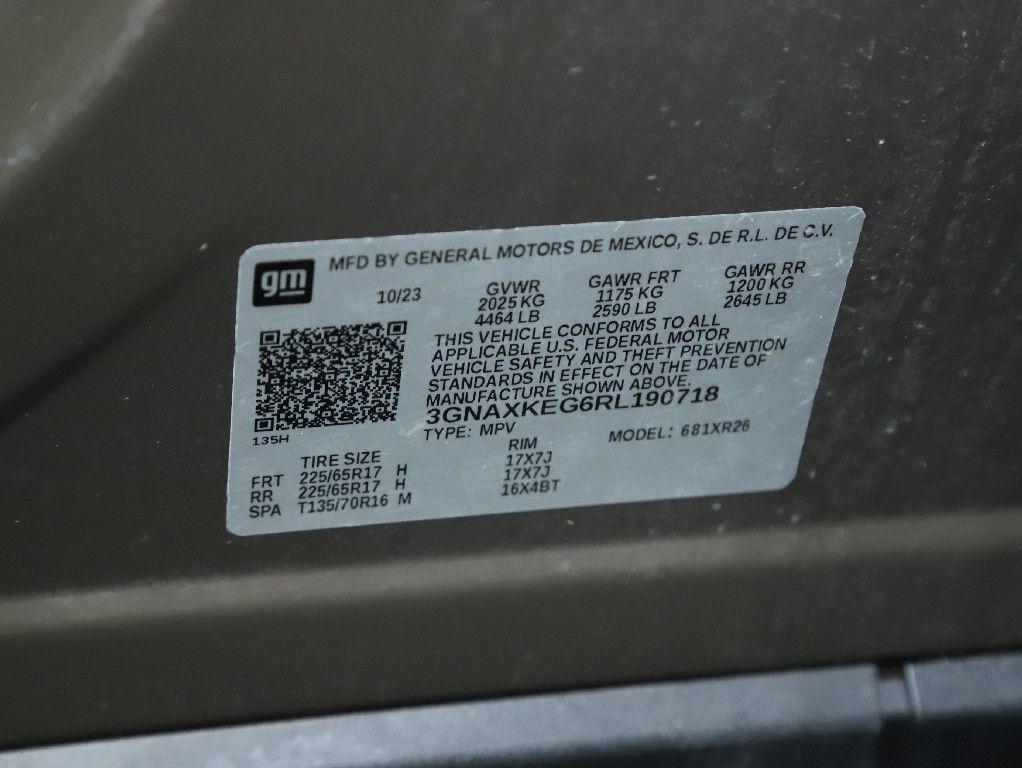 gm
MFD BY GENERAL MOTORS DE MEXICO, S. DE R.L. DE C.V.
10/23 GVWR GAWR FRT GAWR RR
2025 KG 1175 KG 1200 KG
4464 LB 2590 LB 2645 LB
THIS VEHICLE CONFORMS TO ALL
APPLICABLE U.S. FEDERAL MOTOR
VEHICLE SAFETY AND THEFT PREVENTION
STANDARDS IN EFFECT ON THE DATE OF
MANUFACTURE SHOWN ABOVE.
3GNAXKEG6RL190718
135H
TYPE: MPV MODEL: 681XR26
TIRE SIZE RIM
FRT 225/65R17 H 17X7J
RR 225/65R17 H 17X7J
SPA T135/70R16 M 16X4BT